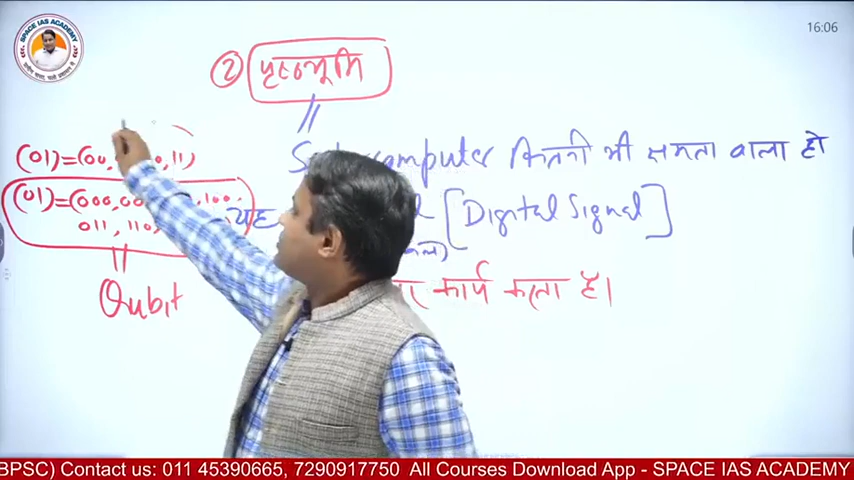 SPACE IAS ACADEMY
16:06
② पृष्ठभूमि
computer कितनी भी क्षमता वाला हो
यह [Digital Signal]
कार्य करता है।
(01)=(00, 11)
(01)=(000, 100,
011, 110,
Qubit
BPSC) Contact us: 011 45390665, 7290917750 All Courses Download App - SPACE IAS ACADEMY